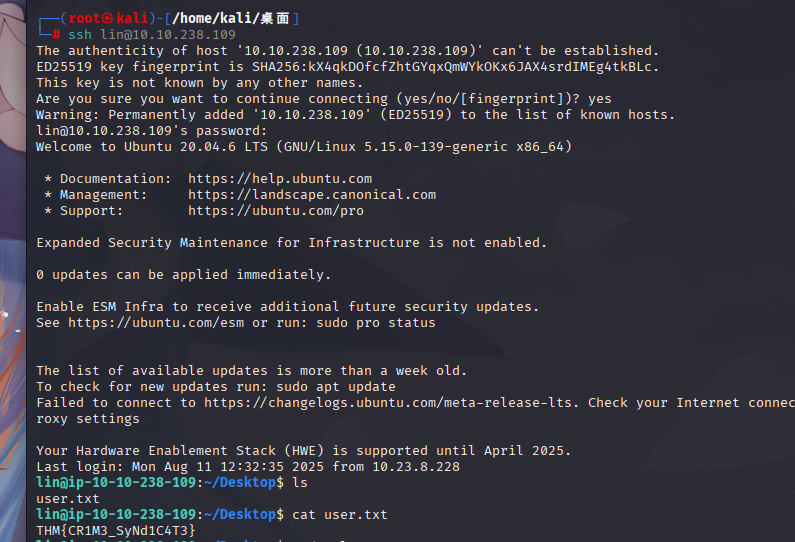 ┌──(root㉿kali)-[/home/kali/桌面]
└─# ssh lin@10.10.238.109
The authenticity of host '10.10.238.109 (10.10.238.109)' can't be established.
ED25519 key fingerprint is SHA256:kX4qkDOfcfZhtGYqxQmWYkOKx6JAX4srdIMEg4tkBLc.
This key is not known by any other names.
Are you sure you want to continue connecting (yes/no/[fingerprint])? yes
Warning: Permanently added '10.10.238.109' (ED25519) to the list of known hosts.
lin@10.10.238.109's password:
Welcome to Ubuntu 20.04.6 LTS (GNU/Linux 5.15.0-139-generic x86_64)
* Documentation:  https://help.ubuntu.com
* Management:     https://landscape.canonical.com
* Support:        https://ubuntu.com/pro
Expanded Security Maintenance for Infrastructure is not enabled.
0 updates can be applied immediately.
Enable ESM Infra to receive additional future security updates.
See https://ubuntu.com/esm or run: sudo pro status
The list of available updates is more than a week old.
To check for new updates run: sudo apt update
Failed to connect to https://changelogs.ubuntu.com/meta-release-lts. Check your Internet connec
roxy settings
Your Hardware Enablement Stack (HWE) is supported until April 2025.
Last login: Mon Aug 11 12:32:35 2025 from 10.23.8.228
lin@ip-10-10-238-109:~/Desktop$ ls
user.txt
lin@ip-10-10-238-109:~/Desktop$ cat user.txt
THM{CR1M3_SyNd1C4T3}